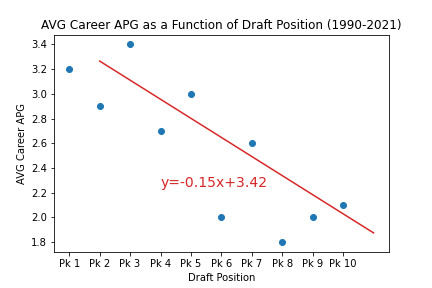 AVG Career APG as a Function of Draft Position (1990-2021)
AVG Career APG
3.4
3.2
3.0
2.8
2.6
2.4
2.2
2.0
1.8
y=-0.15x+3.42
Pk 1 Pk 2 Pk 3 Pk 4 Pk 5 Pk 6 Pk 7 Pk 8 Pk 9 Pk 10
Draft Position